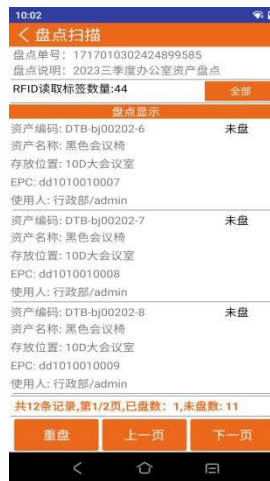 10:02
盘点扫描
盘点单号: 1717010302424899585
盘点说明: 2023三季度办公室资产盘点
RFID读取标签数量:44 全部
盘点显示
资产编码: DTB-bj00202-6 未盘
资产名称: 黑色会议椅
存放位置: 10D大会议室
EPC: dd1010010007
使用人: 行政部/admin
资产编码: DTB-bj00202-7 未盘
资产名称: 黑色会议椅
存放位置: 10D大会议室
EPC: dd1010010008
使用人: 行政部/admin
资产编码: DTB-bj00202-8 未盘
资产名称: 黑色会议椅
存放位置: 10D大会议室
EPC: dd1010010009
使用人: 行政部/admin
共12条记录,第1/2页,已盘数: 1,未盘数: 11
重盘 上一页 下一页